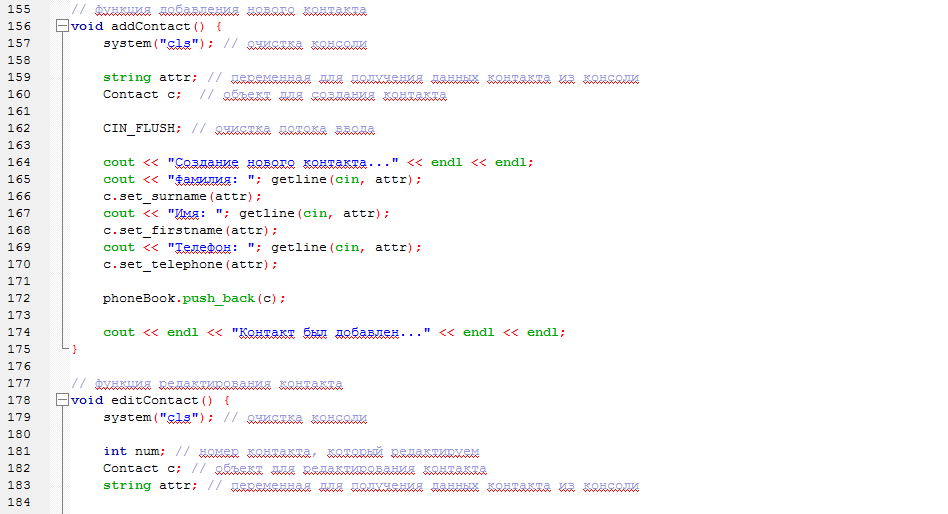 155 // функция добавления нового контакта
156 void addContact() {
157 system("cls"); // очистка консоли
158
159 string attr; // переменная для получения данных контакта из консоли
160 Contact c; // объект для создания контакта
161
162 CIN_FLUSH; // очистка потока ввода
163
164 cout << "Создание нового контакта..." << endl << endl;
165 cout << "Фамилия: "; getline(cin, attr);
166 c.set_surname(attr);
167 cout << "Имя: "; getline(cin, attr);
168 c.set_firstname(attr);
169 cout << "Телефон: "; getline(cin, attr);
170 c.set_telephone(attr);
171
172 phoneBook.push_back(c);
173
174 cout << endl << "Контакт был добавлен..." << endl << endl;
175 }
176
177 // функция редактирования контакта
178 void editContact() {
179 system("cls"); // очистка консоли
180
181 int num; // номер контакта, который редактируем
182 Contact c; // объект для редактирования контакта
183 string attr; // переменная для получения данных контакта из консоли
184